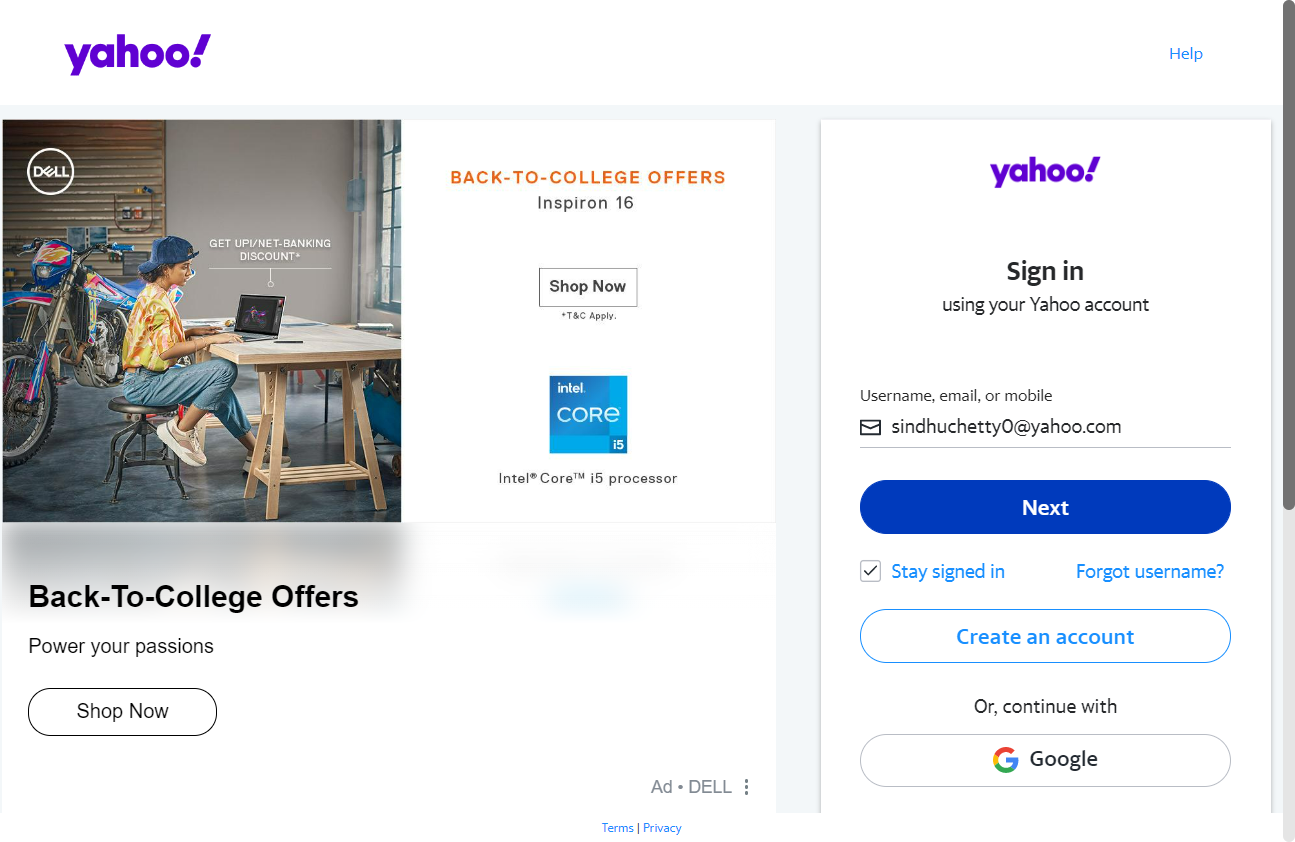 yahoo!
Help
DELL
GET UPI/NET-BANKING
DISCOUNT*
BACK-TO-COLLEGE OFFERS
Inspiron 16
Shop Now
*T&C Apply.
intel.
CORE
i5
Intel® Core™ i5 processor
Back-To-College Offers
Power your passions
Shop Now
Ad • DELL
yahoo!
Sign in
using your Yahoo account
Username, email, or mobile
sindhuchetty0@yahoo.com
Next
Stay signed in
Forgot username?
Create an account
Or, continue with
Google
Terms | Privacy